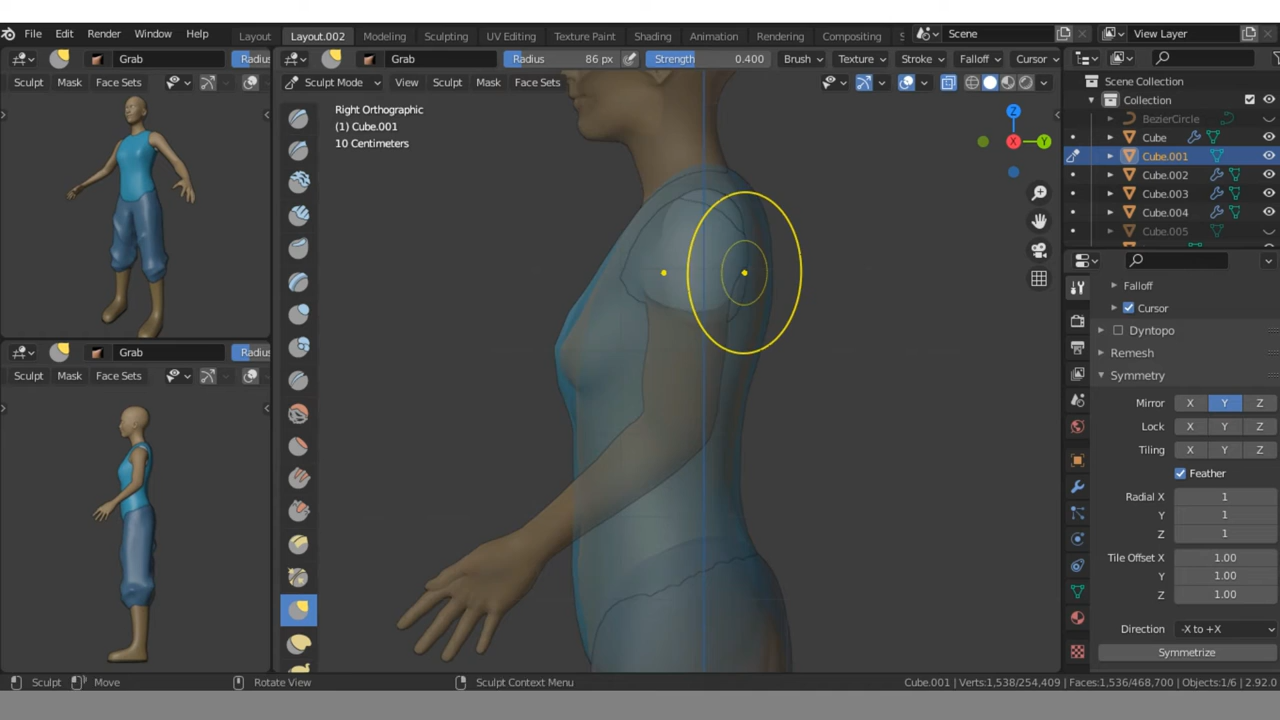 File Edit Render Window Help Layout Layout.002 Modeling Sculpting UV Editing Texture Paint Shading Animation Rendering Compositing S Scene View Layer
Grab Radius Grab Radius 86 px Strength 0.400 Brush Texture Stroke Falloff Cursor
Sculpt Mask Face Sets Sculpt Mode View Sculpt Mask Face Sets
Scene Collection
Collection
BezierCircle
Cube
Cube.001
Cube.002
Cube.003
Cube.004
Cube.005
Right Orthographic
(1) Cube.001
10 Centimeters
Z
X
Y
Grab Radius
Sculpt Mask Face Sets
Falloff
Cursor
Dyntopo
Remesh
Symmetry
Mirror X Y Z
Lock X Y Z
Tiling X Y Z
Feather
Radial X 1
Y 1
Z 1
Tile Offset X 1.00
Y 1.00
Z 1.00
Direction -X to +X
Symmetrize
Sculpt Move Rotate View Sculpt Context Menu Cube.001 | Verts:1,538/254,409 | Faces:1,536/468,700 | Objects:1/6 | 2.92.0